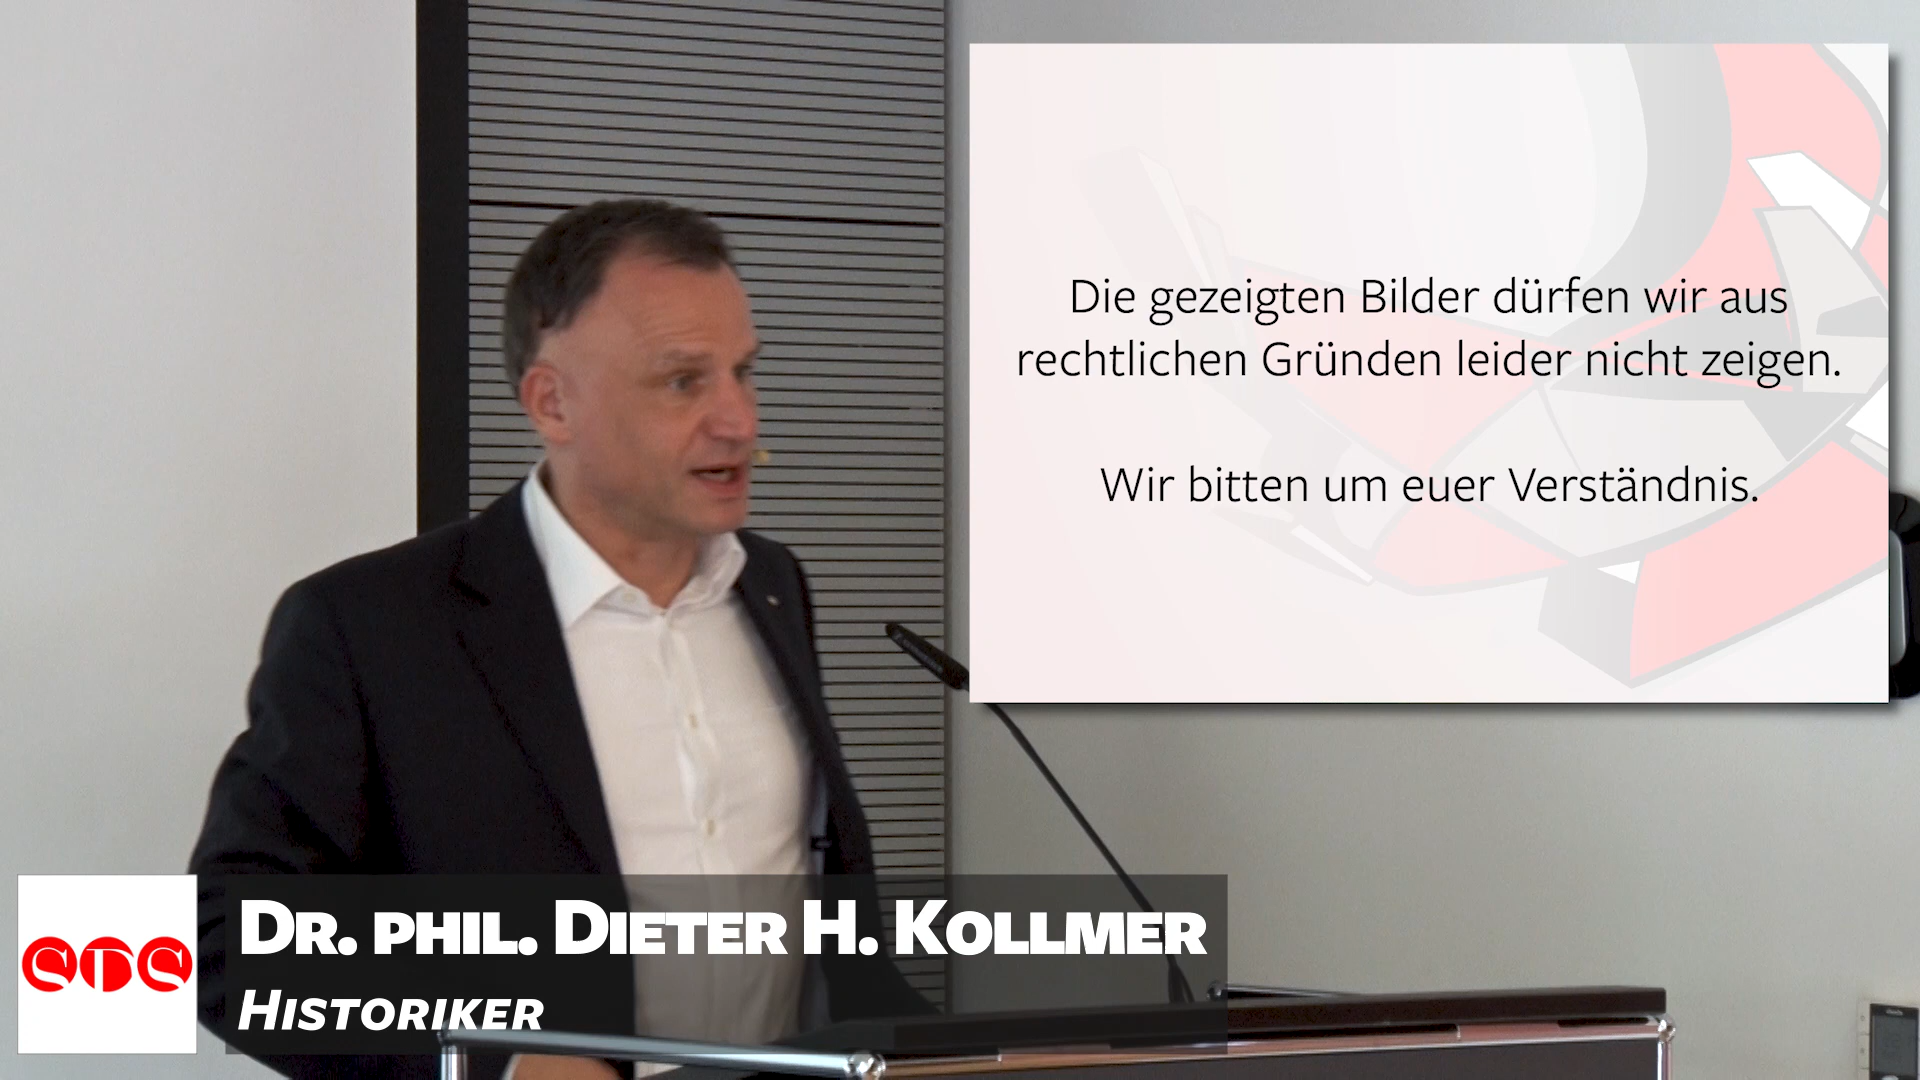 Die gezeigten Bilder dürfen wir aus
rechtlichen Gründen leider nicht zeigen.
Wir bitten um euer Verständnis.
Dr. phil. Dieter H. Kollmer
Historiker